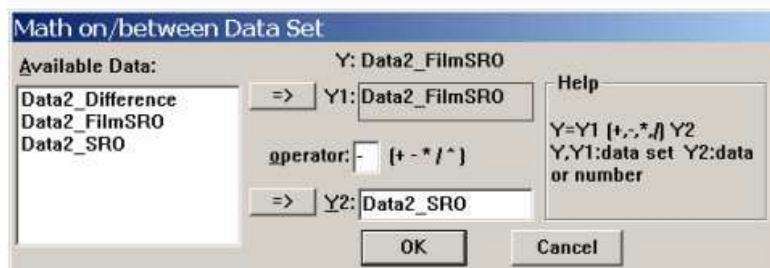 Math on/between Data Set
Available Data:
Data2_Difference
Data2_FilmSRO
Data2_SRO
Y: Data2_FilmSRO
=> Y1: Data2_FilmSRO
operator: - (+ - * / ^ )
=> Y2: Data2_SRO
Help
Y=Y1 (+,-,*,/) Y2
Y,Y1:data set Y2:data
or number
OK
Cancel